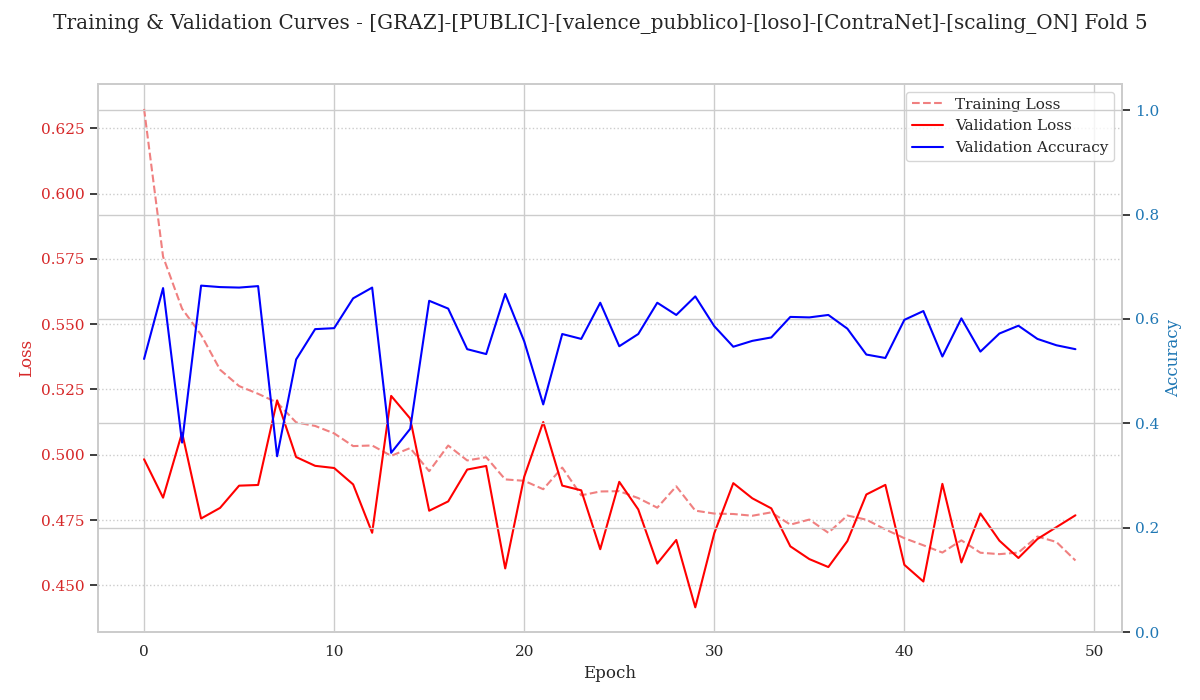 Training & Validation Curves - [GRAZ]-[PUBLIC]-[valence_pubblico]-[loso]-[ContraNet]-[scaling_ON] Fold 5
Training Loss
Validation Loss
Validation Accuracy
Loss
0.625
0.600
0.575
0.550
0.525
0.500
0.475
0.450
1.0
0.8
0.6
0.4
0.2
0.0
Accuracy
0 10 20 30 40 50
Epoch